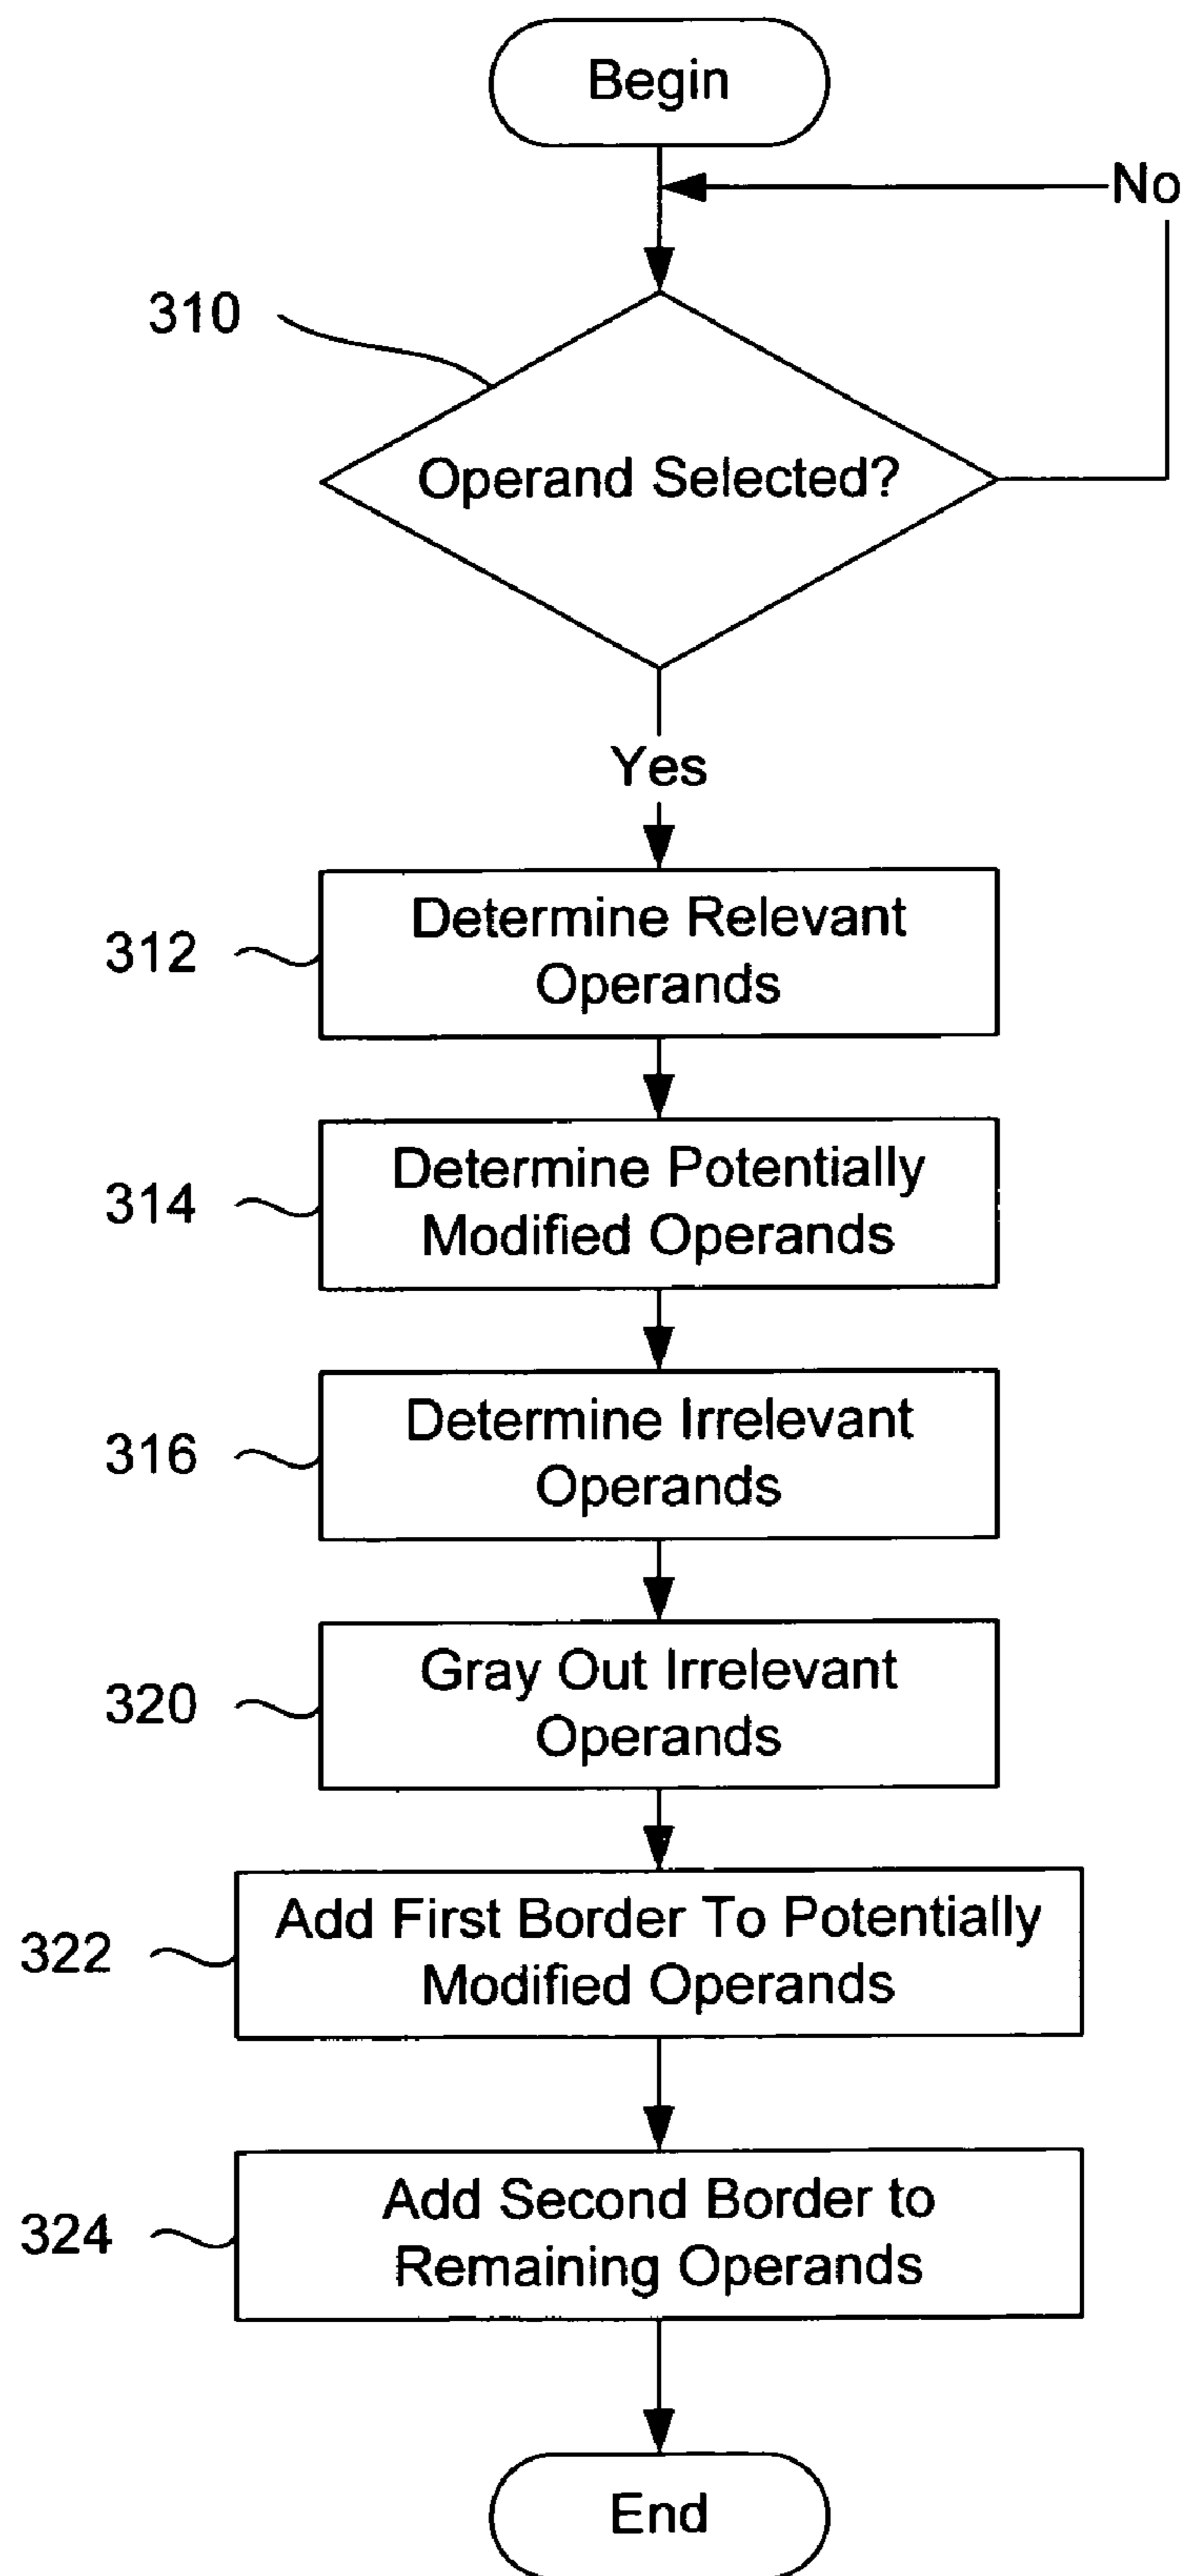 Begin
No
310
Operand Selected?
Yes
312
Determine Relevant
Operands
314
Determine Potentially
Modified Operands
316
Determine Irrelevant
Operands
320
Gray Out Irrelevant
Operands
322
Add First Border To Potentially
Modified Operands
324
Add Second Border to
Remaining Operands
End